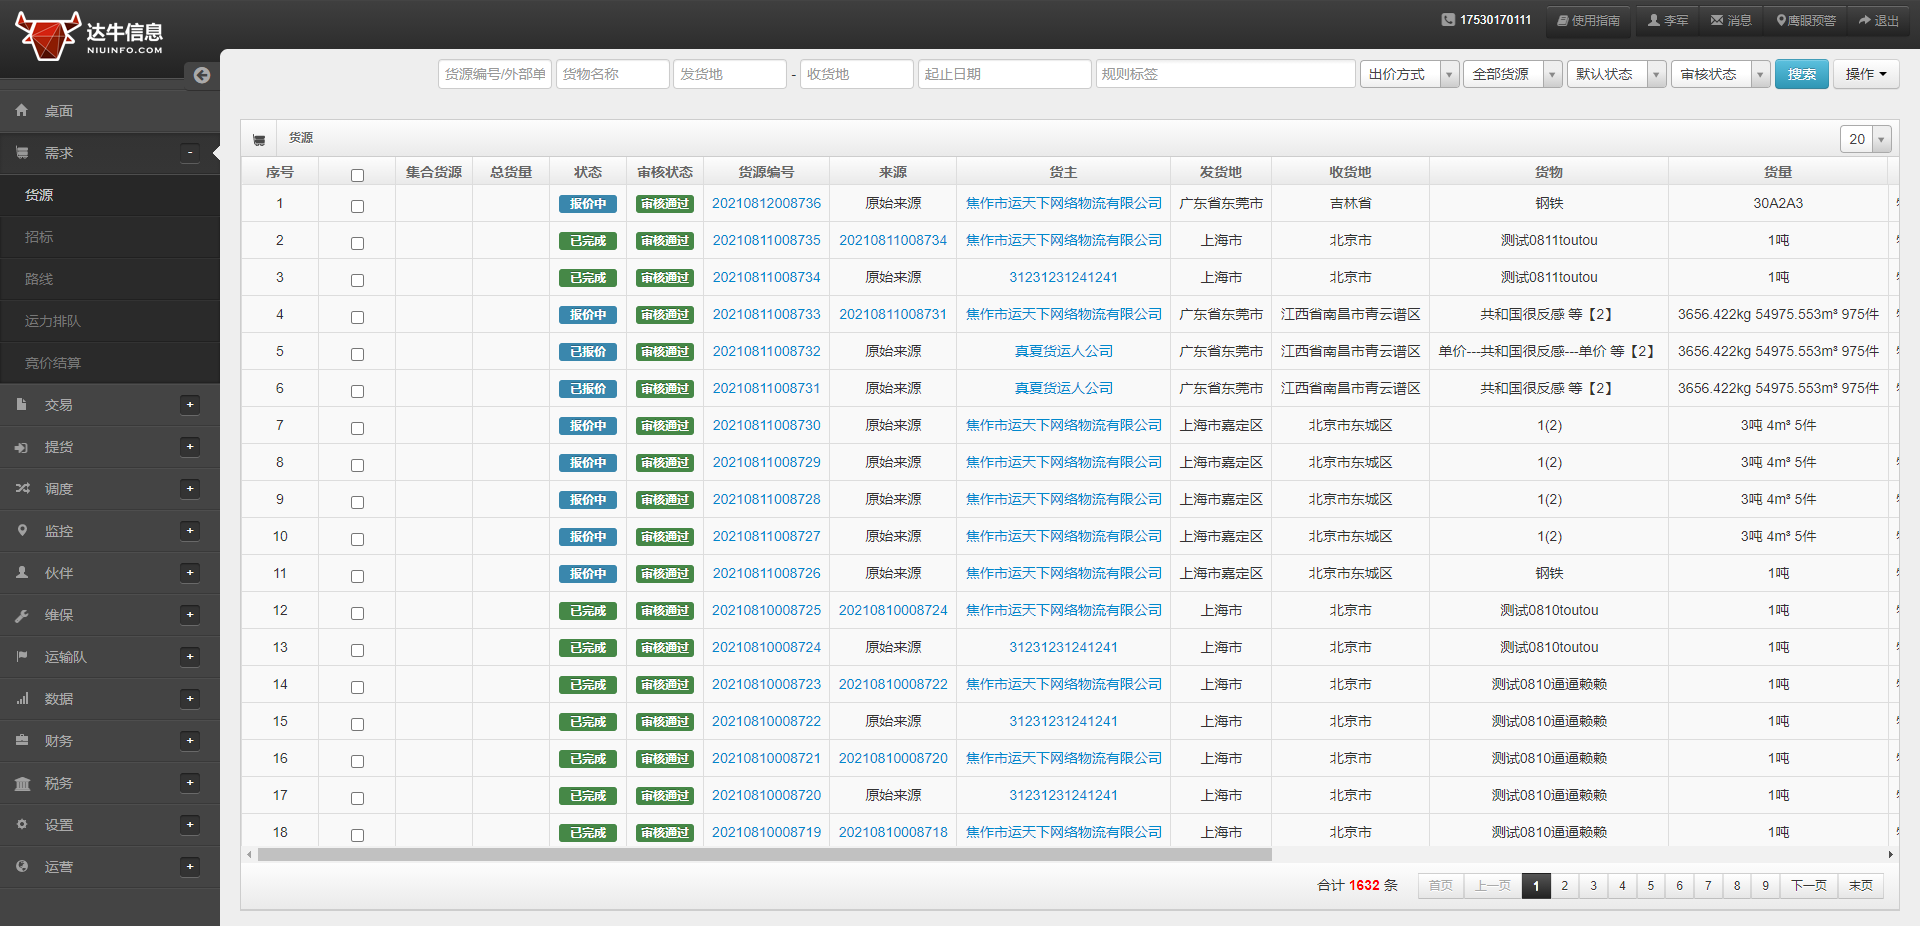 达牛信息
NIUINFO.COM
17530170111 使用指南 李军 消息 鹰眼预警 退出
货源编号/外部单 货物名称 发货地 - 收货地 起止日期 规则标签 出价方式 全部货源 默认状态 审核状态 搜索 操作
桌面
需求 -
货源
招标
路线
运力排队
竞价结算
交易 +
提货 +
调度 +
监控 +
伙伴 +
维保 +
运输队 +
数据 +
财务 +
税务 +
设置 +
运营 +
货源 20
序号 集合货源 总货量 状态 审核状态 货源编号 来源 货主 发货地 收货地 货物 货量
1 报价中 审核通过 20210812008736 原始来源 焦作市运天下网络物流有限公司 广东省东莞市 吉林省 钢铁 30A2A3
2 已完成 审核通过 20210811008735 20210811008734 焦作市运天下网络物流有限公司 上海市 北京市 测试0811toutou 1吨
3 已完成 审核通过 20210811008734 原始来源 31231231241241 上海市 北京市 测试0811toutou 1吨
4 报价中 审核通过 20210811008733 20210811008731 焦作市运天下网络物流有限公司 广东省东莞市 江西省南昌市青云谱区 共和国很反感 等【2】 3656.422kg 54975.553m³ 975件
5 已报价 审核通过 20210811008732 原始来源 真夏货运人公司 广东省东莞市 江西省南昌市青云谱区 单价---共和国很反感---单价 等【2】 3656.422kg 54975.553m³ 975件
6 已报价 审核通过 20210811008731 原始来源 真夏货运人公司 广东省东莞市 江西省南昌市青云谱区 共和国很反感 等【2】 3656.422kg 54975.553m³ 975件
7 报价中 审核通过 20210811008730 原始来源 焦作市运天下网络物流有限公司 上海市嘉定区 北京市东城区 1(2) 3吨 4m³ 5件
8 报价中 审核通过 20210811008729 原始来源 焦作市运天下网络物流有限公司 上海市嘉定区 北京市东城区 1(2) 3吨 4m³ 5件
9 报价中 审核通过 20210811008728 原始来源 焦作市运天下网络物流有限公司 上海市嘉定区 北京市东城区 1(2) 3吨 4m³ 5件
10 报价中 审核通过 20210811008727 原始来源 焦作市运天下网络物流有限公司 上海市嘉定区 北京市东城区 1(2) 3吨 4m³ 5件
11 报价中 审核通过 20210811008726 原始来源 焦作市运天下网络物流有限公司 上海市嘉定区 北京市东城区 钢铁 1吨
12 已完成 审核通过 20210810008725 20210810008724 焦作市运天下网络物流有限公司 上海市 北京市 测试0810toutou 1吨
13 已完成 审核通过 20210810008724 原始来源 31231231241241 上海市 北京市 测试0810toutou 1吨
14 已完成 审核通过 20210810008723 20210810008722 焦作市运天下网络物流有限公司 上海市 北京市 测试0810逼逼赖赖 1吨
15 已完成 审核通过 20210810008722 原始来源 31231231241241 上海市 北京市 测试0810逼逼赖赖 1吨
16 已完成 审核通过 20210810008721 20210810008720 焦作市运天下网络物流有限公司 上海市 北京市 测试0810逼逼赖赖 1吨
17 已完成 审核通过 20210810008720 原始来源 31231231241241 上海市 北京市 测试0810逼逼赖赖 1吨
18 已完成 审核通过 20210810008719 20210810008718 焦作市运天下网络物流有限公司 上海市 北京市 测试0810逼逼赖赖 1吨
合计 1632 条 首页 上一页 1 2 3 4 5 6 7 8 9 下一页 末页